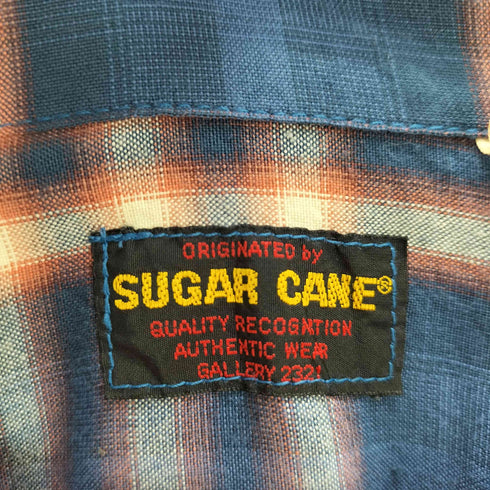 ORIGINATED by
SUGAR CANE®
QUALITY RECOGNTION
AUTHENTIC WEAR
GALLERY 2321